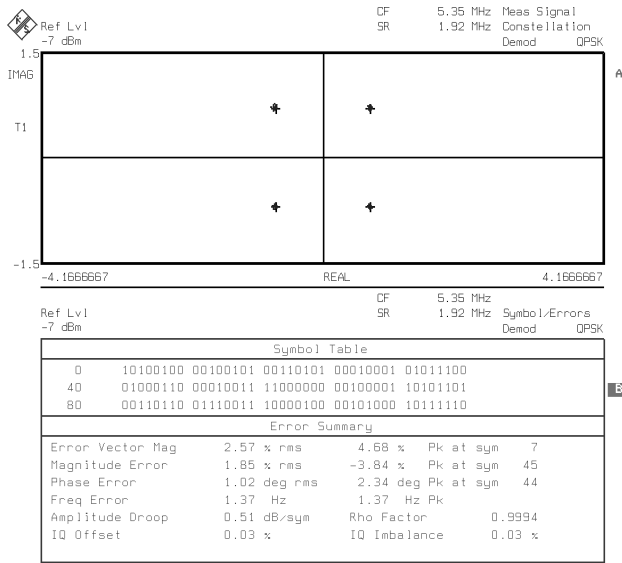 CF 5.35 MHz Meas Signal
Ref Lvl SR 1.92 MHz Constellation
-7 dBm Demod QPSK
1.5
IMAG
A
T1
-1.5
-4.1666667 REAL 4.1666667
CF 5.35 MHz
Ref Lvl SR 1.92 MHz Symbol/Errors
-7 dBm Demod QPSK
Symbol Table
0 10100100 00100101 00110101 00010001 01011100
40 01000110 00010011 11000000 00100001 10101101
80 00110110 01110011 10000100 00101000 10111110
B
Error Summary
Error Vector Mag 2.57 % rms 4.68 % Pk at sym 7
Magnitude Error 1.85 % rms -3.84 % Pk at sym 45
Phase Error 1.02 deg rms 2.34 deg Pk at sym 44
Freq Error 1.37 Hz 1.37 Hz Pk
Amplitude Droop 0.51 dB/sym Rho Factor 0.9994
IQ Offset 0.03 % IQ Imbalance 0.03 %